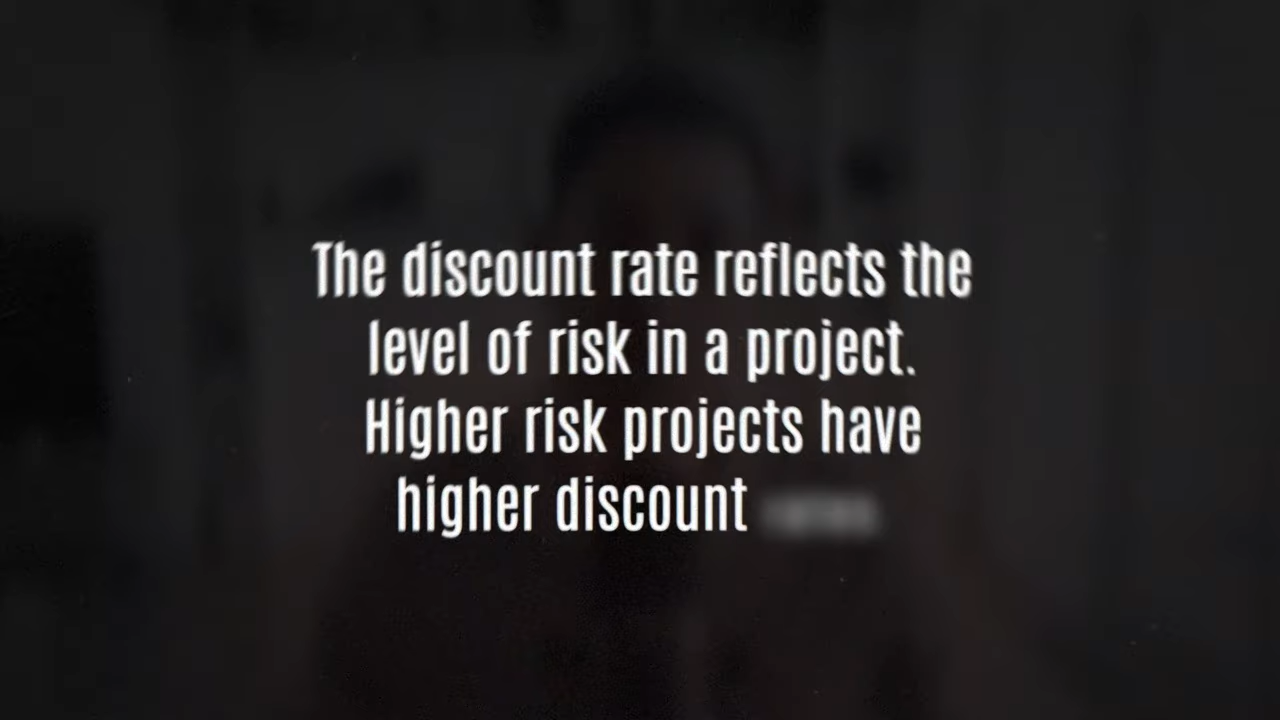 The discount rate reflects the
level of risk in a project.
Higher risk projects have
higher discount